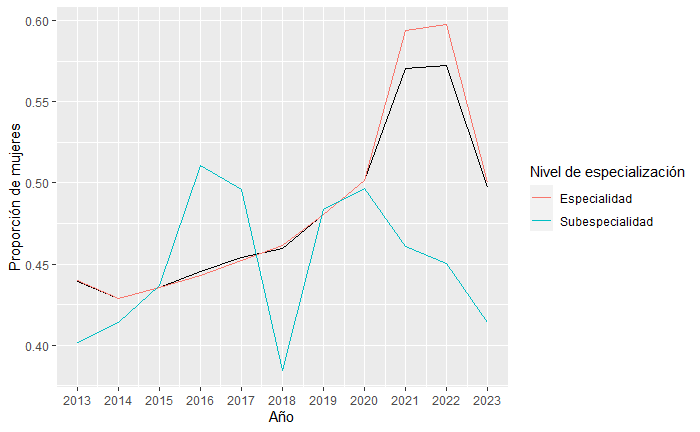 0.60
0.55
0.50
0.45
0.40
Proporción de mujeres
2013 2014 2015 2016 2017 2018 2019 2020 2021 2022 2023
Año
Nivel de especialización
Especialidad
Subespecialidad